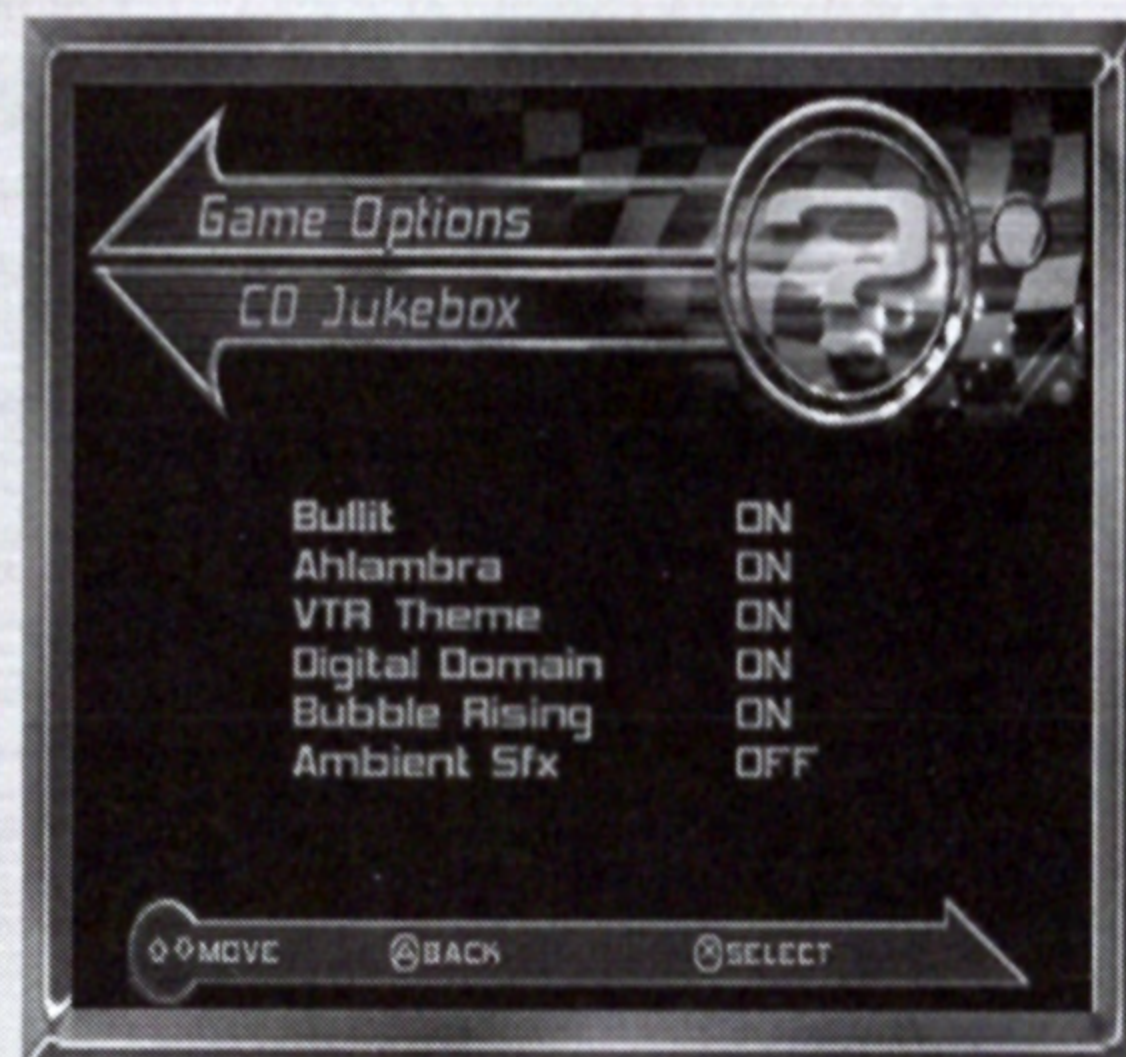 Game Options
CD Jukebox
?
Bullit ON
Ahlambra ON
VTR Theme ON
Digital Domain ON
Bubble Rising ON
Ambient Sfx OFF
MOVE Ⓐ BACK ⓧ SELECT